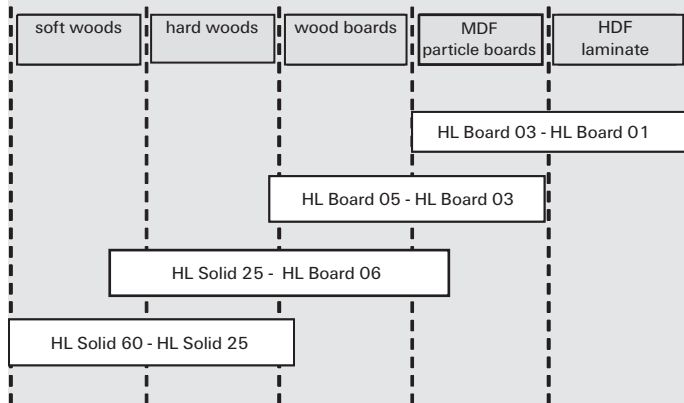 soft woods
hard woods
wood boards
MDF
particle boards
HDF
laminate
HL Board 03 - HL Board 01
HL Board 05 - HL Board 03
HL Solid 25 - HL Board 06
HL Solid 60 - HL Solid 25